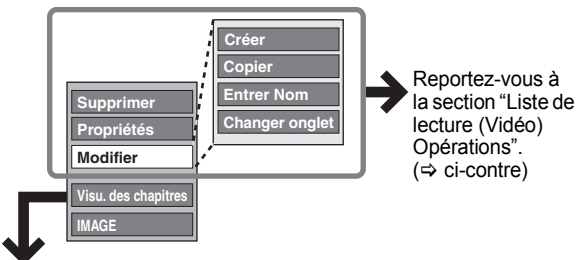 Créer
Copier
Entrer Nom
Changer onglet
Supprimer
Propriétés
Modifier
Visu. des chapitres
IMAGE
Reportez-vous à
la section “Liste de
lecture (Vidéo)
Opérations”.
(⇨ ci-contre)